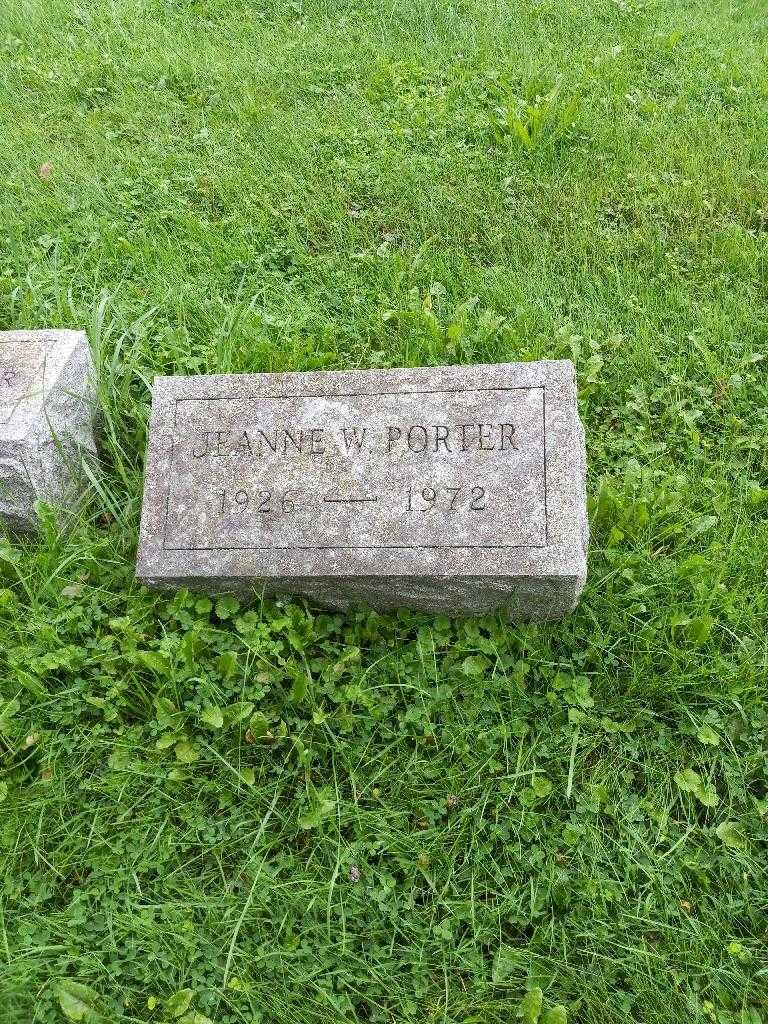 JEANNE W. PORTER
1926 — 1972
R